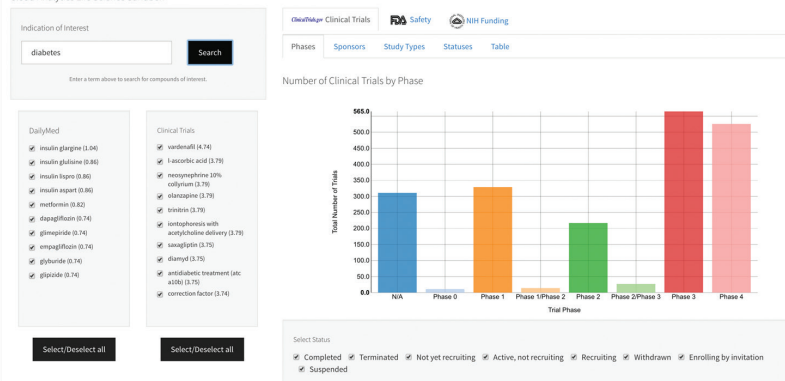 Indication of Interest
diabetes
Search
Enter a term above to search for compounds of interest.
DailyMed
insulin glargine (1.04)
insulin glulisine (0.86)
insulin lispro (0.86)
insulin aspart (0.86)
metformin (0.82)
dapagliflozin (0.74)
glimepiride (0.74)
empagliflozin (0.74)
glyburide (0.74)
glipizide (0.74)
Select/Deselect all
Clinical Trials
vardenafil (4.74)
l-ascorbic acid (3.79)
neosynephrine 10%
collyrium (3.79)
olanzapine (3.79)
trinitrin (3.79)
iontophoresis with
acetylcholine delivery (3.79)
saxagliptin (3.75)
diamyd (3.75)
antidiabetic treatment (atc
a10b) (3.75)
correction factor (3.74)
Select/Deselect all
ClinicalTrials.gov Clinical Trials
FDA Safety
NIH Funding
Phases Sponsors Study Types Statuses Table
Number of Clinical Trials by Phase
Total Number of Trials
565.0
500.0
450.0
400.0
350.0
300.0
250.0
200.0
150.0
100.0
50.0
0.0
N/A Phase 0 Phase 1 Phase 1/Phase 2 Phase 2 Phase 2/Phase 3 Phase 3 Phase 4
Trial Phase
Select Status
Completed Terminated Not yet recruiting Active, not recruiting Recruiting Withdrawn Enrolling by invitation
Suspended